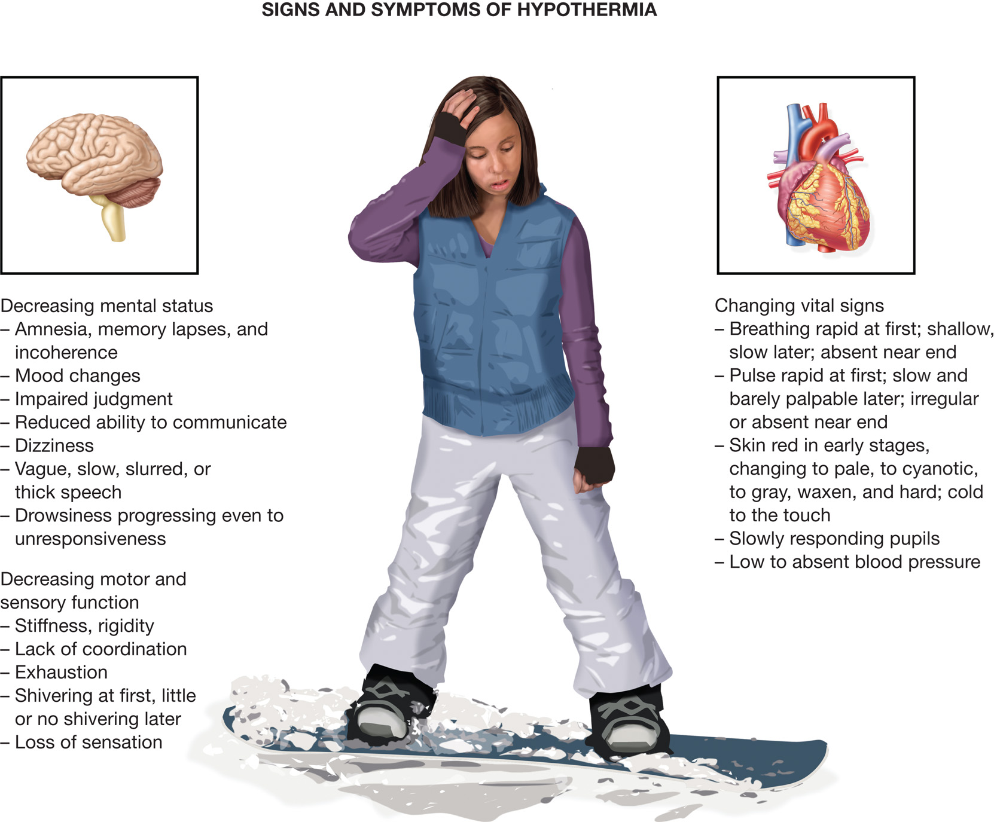 SIGNS AND SYMPTOMS OF HYPOTHERMIA
Decreasing mental status
– Amnesia, memory lapses, and
incoherence
– Mood changes
– Impaired judgment
– Reduced ability to communicate
– Dizziness
– Vague, slow, slurred, or
thick speech
– Drowsiness progressing even to
unresponsiveness
Decreasing motor and
sensory function
– Stiffness, rigidity
– Lack of coordination
– Exhaustion
– Shivering at first, little
or no shivering later
– Loss of sensation
Changing vital signs
– Breathing rapid at first; shallow,
slow later; absent near end
– Pulse rapid at first; slow and
barely palpable later; irregular
or absent near end
– Skin red in early stages,
changing to pale, to cyanotic,
to gray, waxen, and hard; cold
to the touch
– Slowly responding pupils
– Low to absent blood pressure